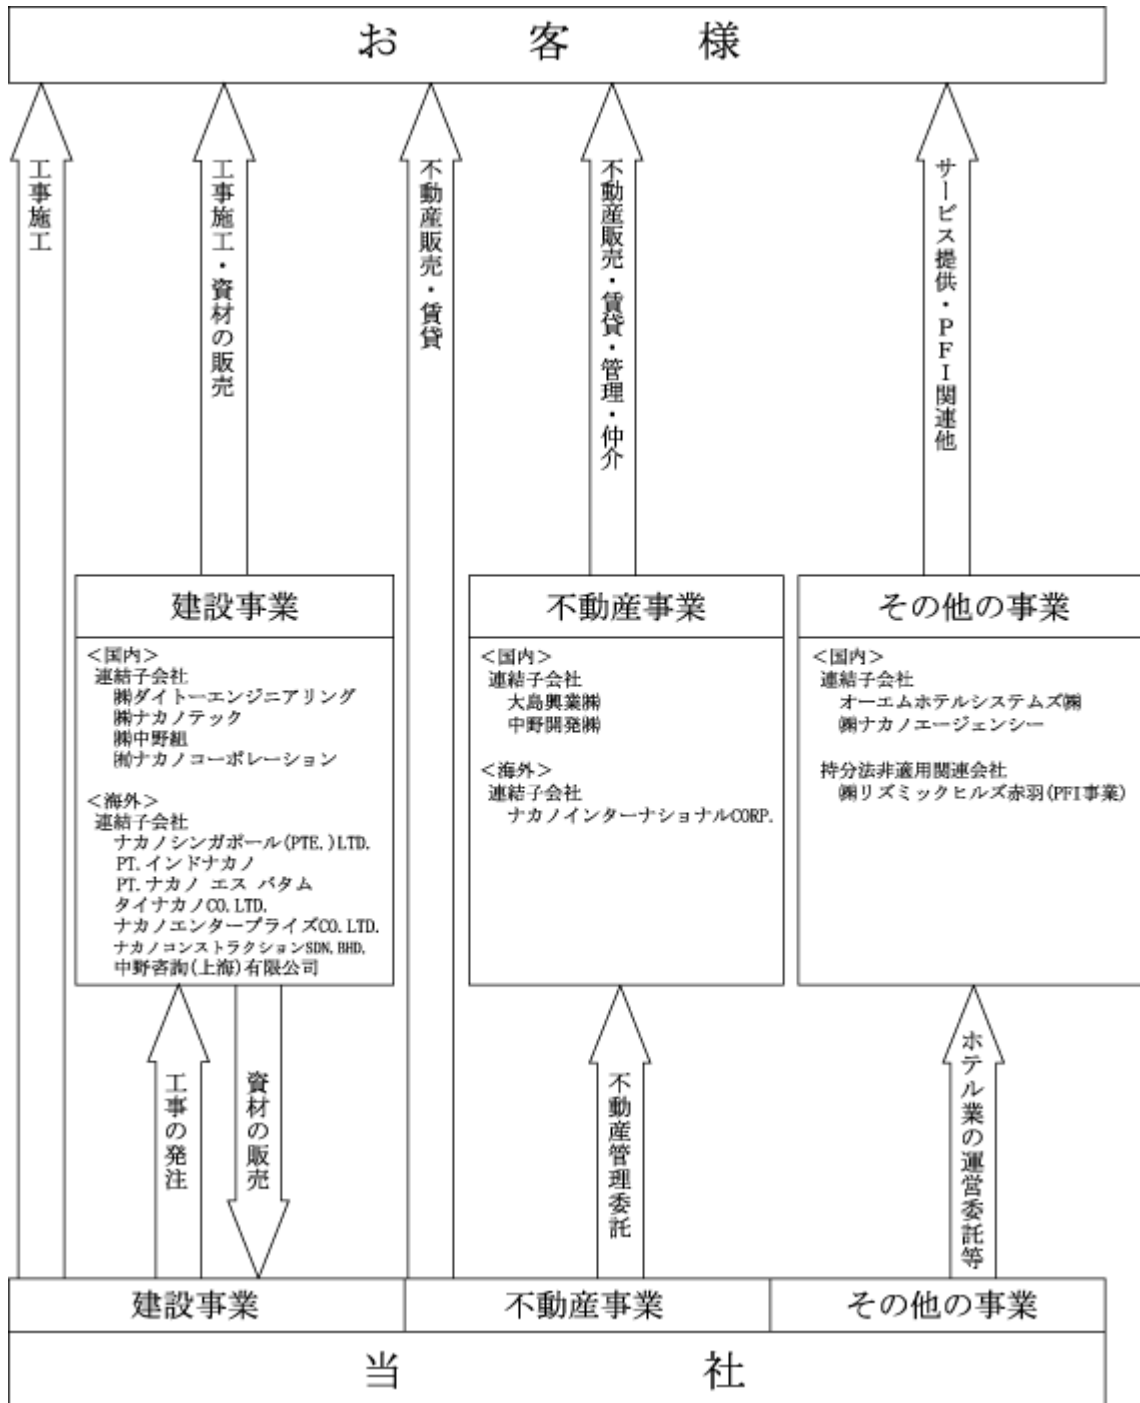 お客様
工事施工
工事施工・資材の販売
不動産販売・賃貸
不動産販売・賃貸・管理・仲介
サービス提供・PFI関連他
建設事業
<国内>
連結子会社
㈱ダイトーエンジニアリング
㈱ナカノテック
㈱中野組
㈲ナカノコーポレーション
<海外>
連結子会社
ナカノシンガポール(PTE.)LTD.
PT.インドナカノ
PT.ナカノ エス バタム
タイナカノCO.LTD.
ナカノエンタープライズCO.LTD.
ナカノコンストラクションSDN.BHD.
中野咨詢(上海)有限公司
不動産事業
<国内>
連結子会社
大島興業㈱
中野開発㈱
<海外>
連結子会社
ナカノインターナショナルCORP.
その他の事業
<国内>
連結子会社
オーエムホテルシステムズ㈱
㈱ナカノエージェンシー
持分法非適用関連会社
㈱リズミックヒルズ赤羽(PFI事業)
工事の発注
資材の販売
不動産管理委託
ホテル業の運営委託等
建設事業
不動産事業
その他の事業
当社